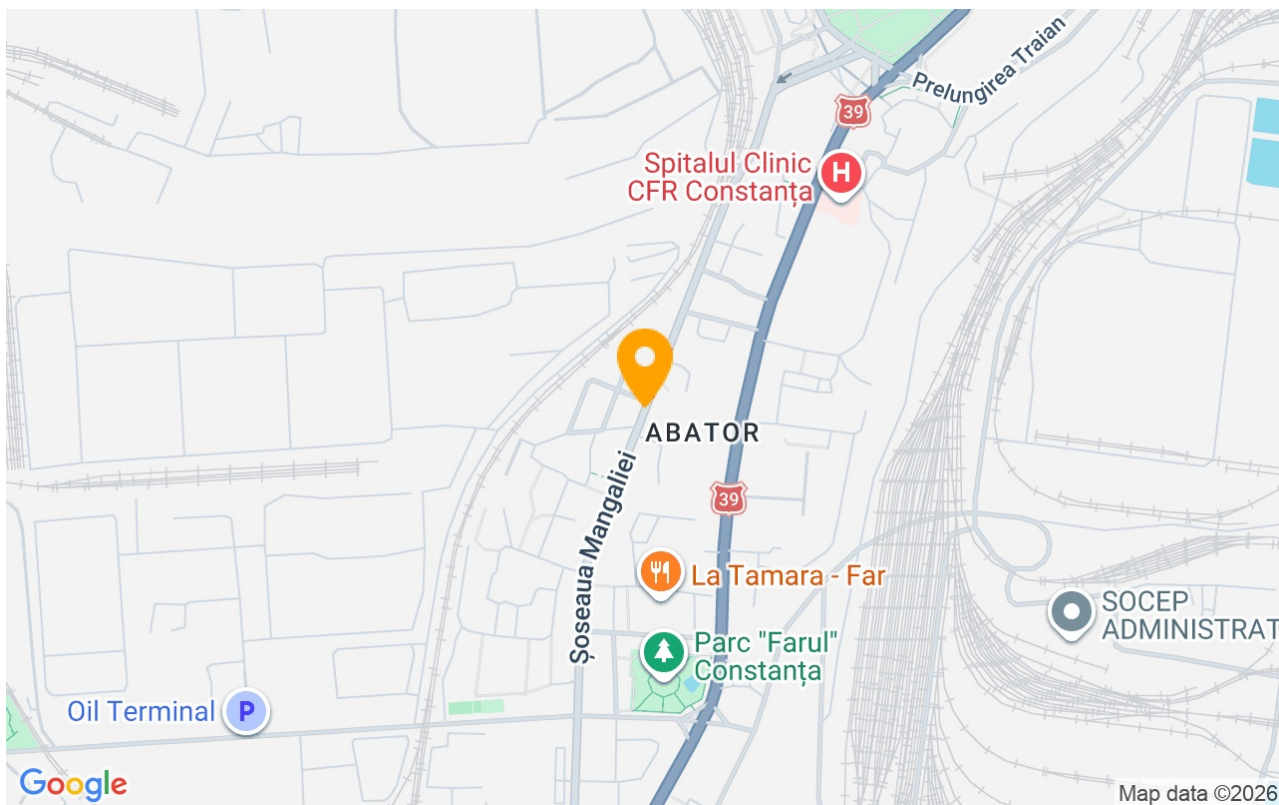 Prelungirea Traian
39
Spitalul Clinic
CFR Constanța
H
ABATOR
Șoseaua Mangaliei
39
La Tamara - Far
SOCEP
ADMINISTRAT
Parc "Farul"
Constanța
Oil Terminal
P
Google
Map data ©2026